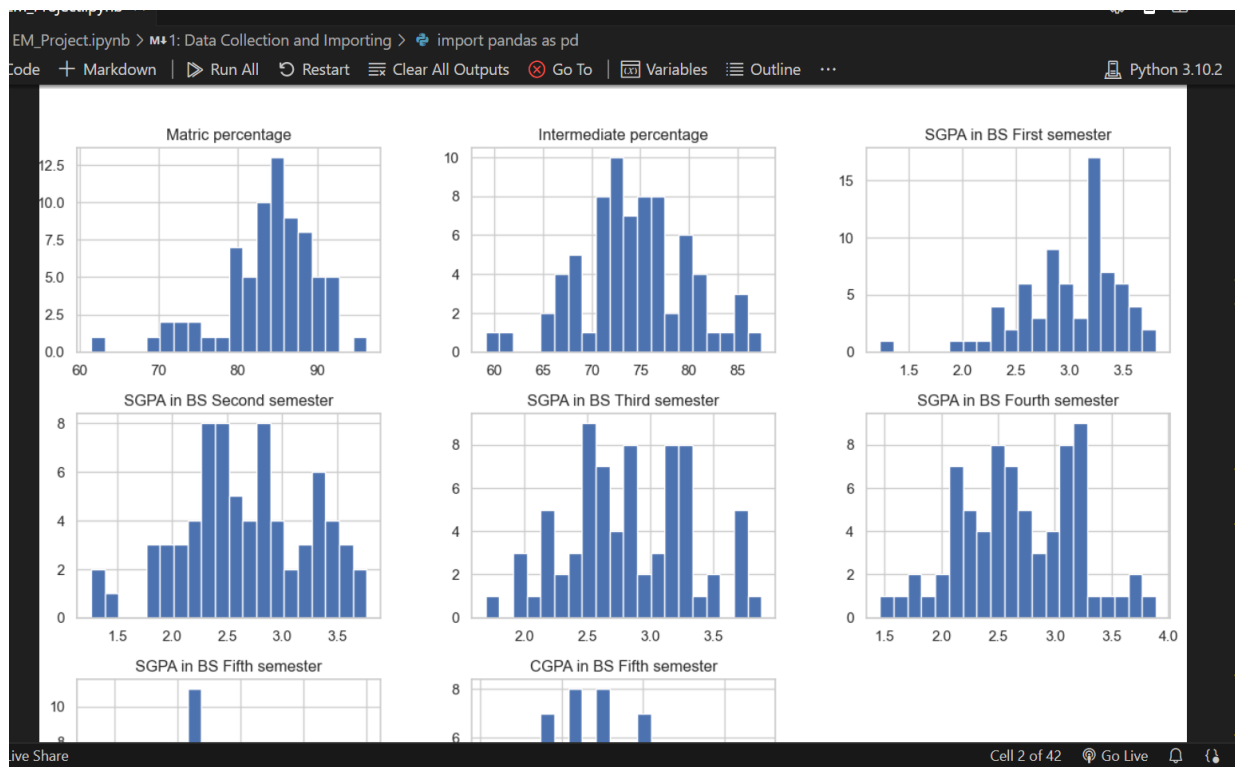 EM_Project.ipynb
EM_Project.ipynb > M↓1: Data Collection and Importing > import pandas as pd
Code + Markdown | Run All Restart Clear All Outputs Go To | Variables Outline ··· Python 3.10.2
Matric percentage Intermediate percentage SGPA in BS First semester
12.5
10.0
7.5
5.0
2.5
0.0
60 70 80 90
10
8
6
4
2
0
60 65 70 75 80 85
15
10
5
0
1.5 2.0 2.5 3.0 3.5
SGPA in BS Second semester SGPA in BS Third semester SGPA in BS Fourth semester
8
6
4
2
0
1.5 2.0 2.5 3.0 3.5
8
6
4
2
0
2.0 2.5 3.0 3.5
8
6
4
2
0
1.5 2.0 2.5 3.0 3.5 4.0
SGPA in BS Fifth semester CGPA in BS Fifth semester
10
8
8
6
Live Share Cell 2 of 42 Go Live